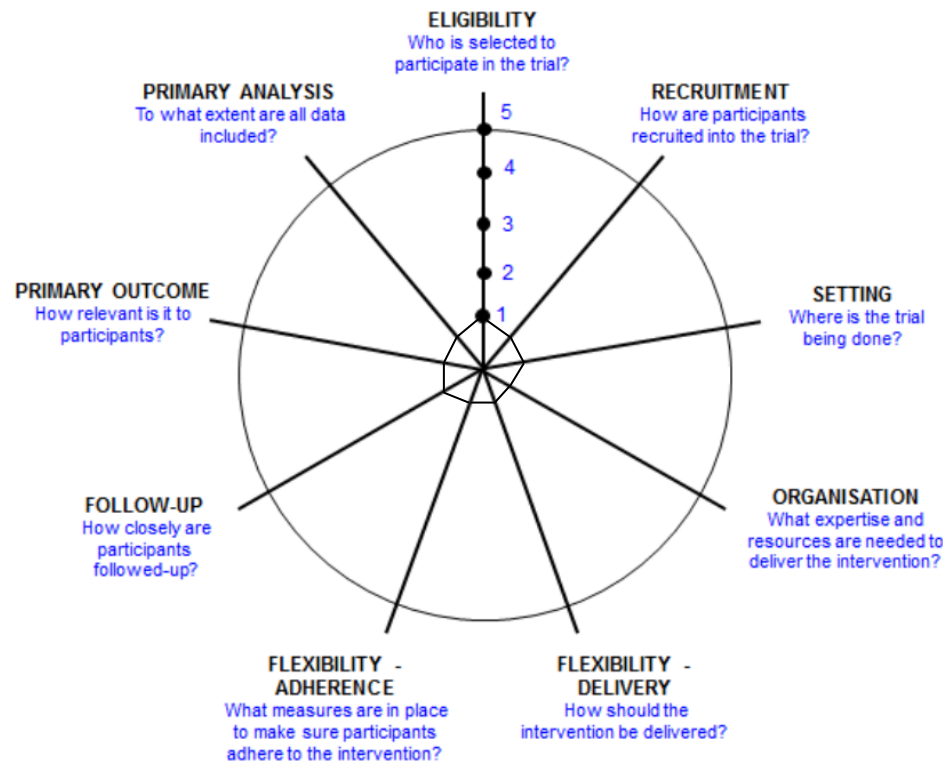 ELIGIBILITY
Who is selected to
participate in the trial?
PRIMARY ANALYSIS
To what extent are all data
included?
RECRUITMENT
How are participants
recruited into the trial?
5
4
3
2
1
PRIMARY OUTCOME
How relevant is it to
participants?
SETTING
Where is the trial
being done?
FOLLOW-UP
How closely are
participants
followed-up?
ORGANISATION
What expertise and
resources are needed to
deliver the intervention?
FLEXIBILITY -
ADHERENCE
What measures are in place
to make sure participants
adhere to the intervention?
FLEXIBILITY -
DELIVERY
How should the
intervention be delivered?